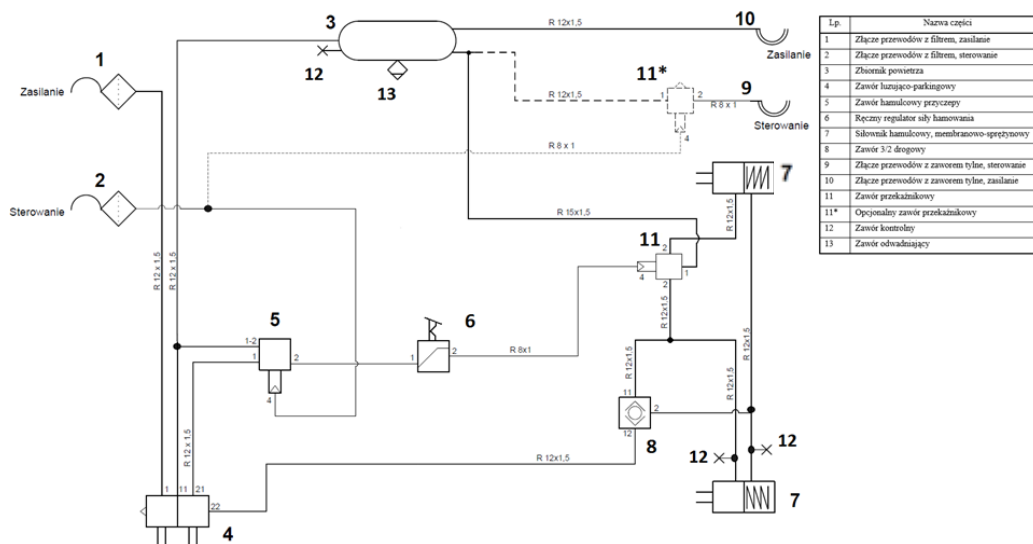 3
R 12x1,5
10
Zasilanie
12
13
1
Zasilanie
11*
R 12x1,5
1
2
R 8 x 1
9
Sterowanie
4
R 8 x 1
2
Sterowanie
7
R 15x1,5
R 12x1,5
R 12x1,5
11
2
4
1
2
R 12 x 1,5
R 12 x 1,5
5
1-2
1
2
4
6
1
2
R 8x1
R 12x1,5
R 12x1,5
R 12x1,5
R 12x1,5
11
2
12
8
12
12
R 12 x 1,5
R 12x1,5
1
11
21
22
4
7
Lp.
Nazwa części
1 Złącze przewodów z filtrem, zasilanie
2 Złącze przewodów z filtrem, sterowanie
3 Zbiornik powietrza
4 Zawór luzująco-parkingowy
5 Zawór hamulcowy przyczepy
6 Ręczny regulator siły hamowania
7 Siłownik hamulcowy, membranowo-sprężynowy
8 Zawór 3/2 drogowy
9 Złącze przewodów z zaworem tylne, sterowanie
10 Złącze przewodów z zaworem tylne, zasilanie
11 Zawór przekaźnikowy
11* Opcjonalny zawór przekaźnikowy
12 Zawór kontrolny
13 Zawór odwadniający